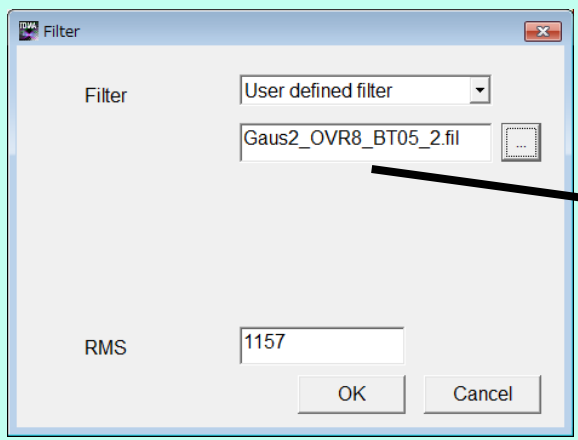 Filter
Filter
User defined filter
Gaus2_OVR8_BT05_2.fil
...
RMS
1157
OK
Cancel